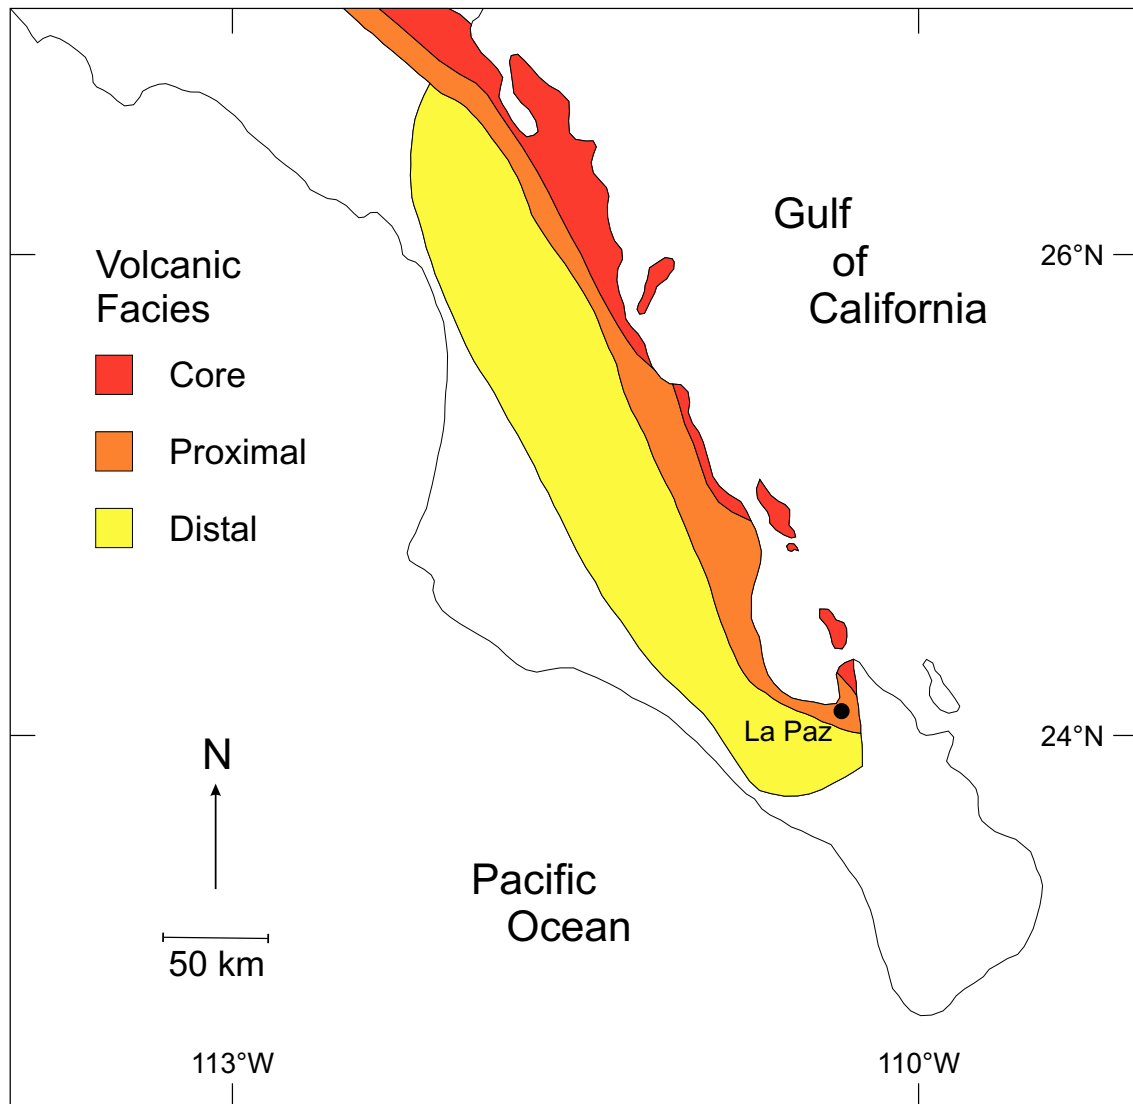 Gulf
of
California
26°N
Volcanic
Facies
Core
Proximal
Distal
La Paz
24°N
N
Pacific
Ocean
50 km
113°W
110°W